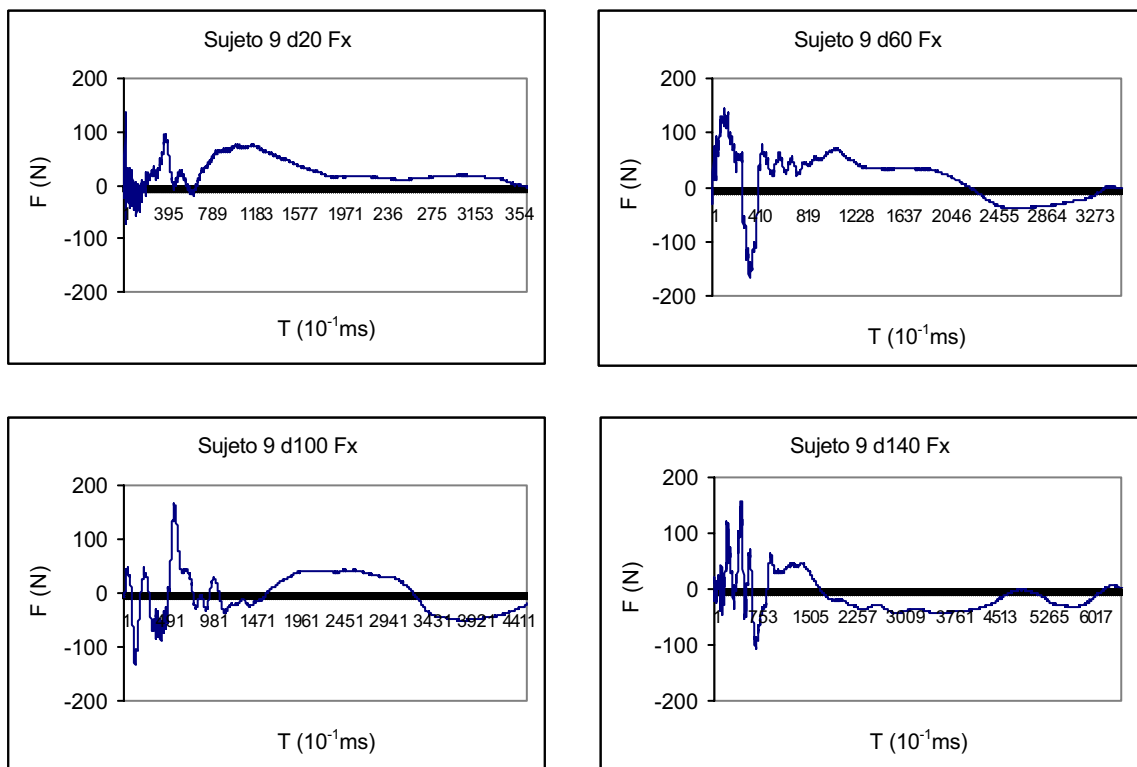 Sujeto 9 d20 Fx
200
100
0
-100
-200
F (N)
395 789 1183 1577 1971 236 275 3153 354
T (10⁻¹ms)
Sujeto 9 d60 Fx
200
100
0
-100
-200
F (N)
1 410 819 1228 1637 2046 2455 2864 3273
T (10⁻¹ms)
Sujeto 9 d100 Fx
200
100
0
-100
-200
F (N)
1 491 981 1471 1961 2451 2941 3431 3921 4411
T (10⁻¹ms)
Sujeto 9 d140 Fx
200
100
0
-100
-200
F (N)
1 753 1505 2257 3009 3761 4513 5265 6017
T (10⁻¹ms)